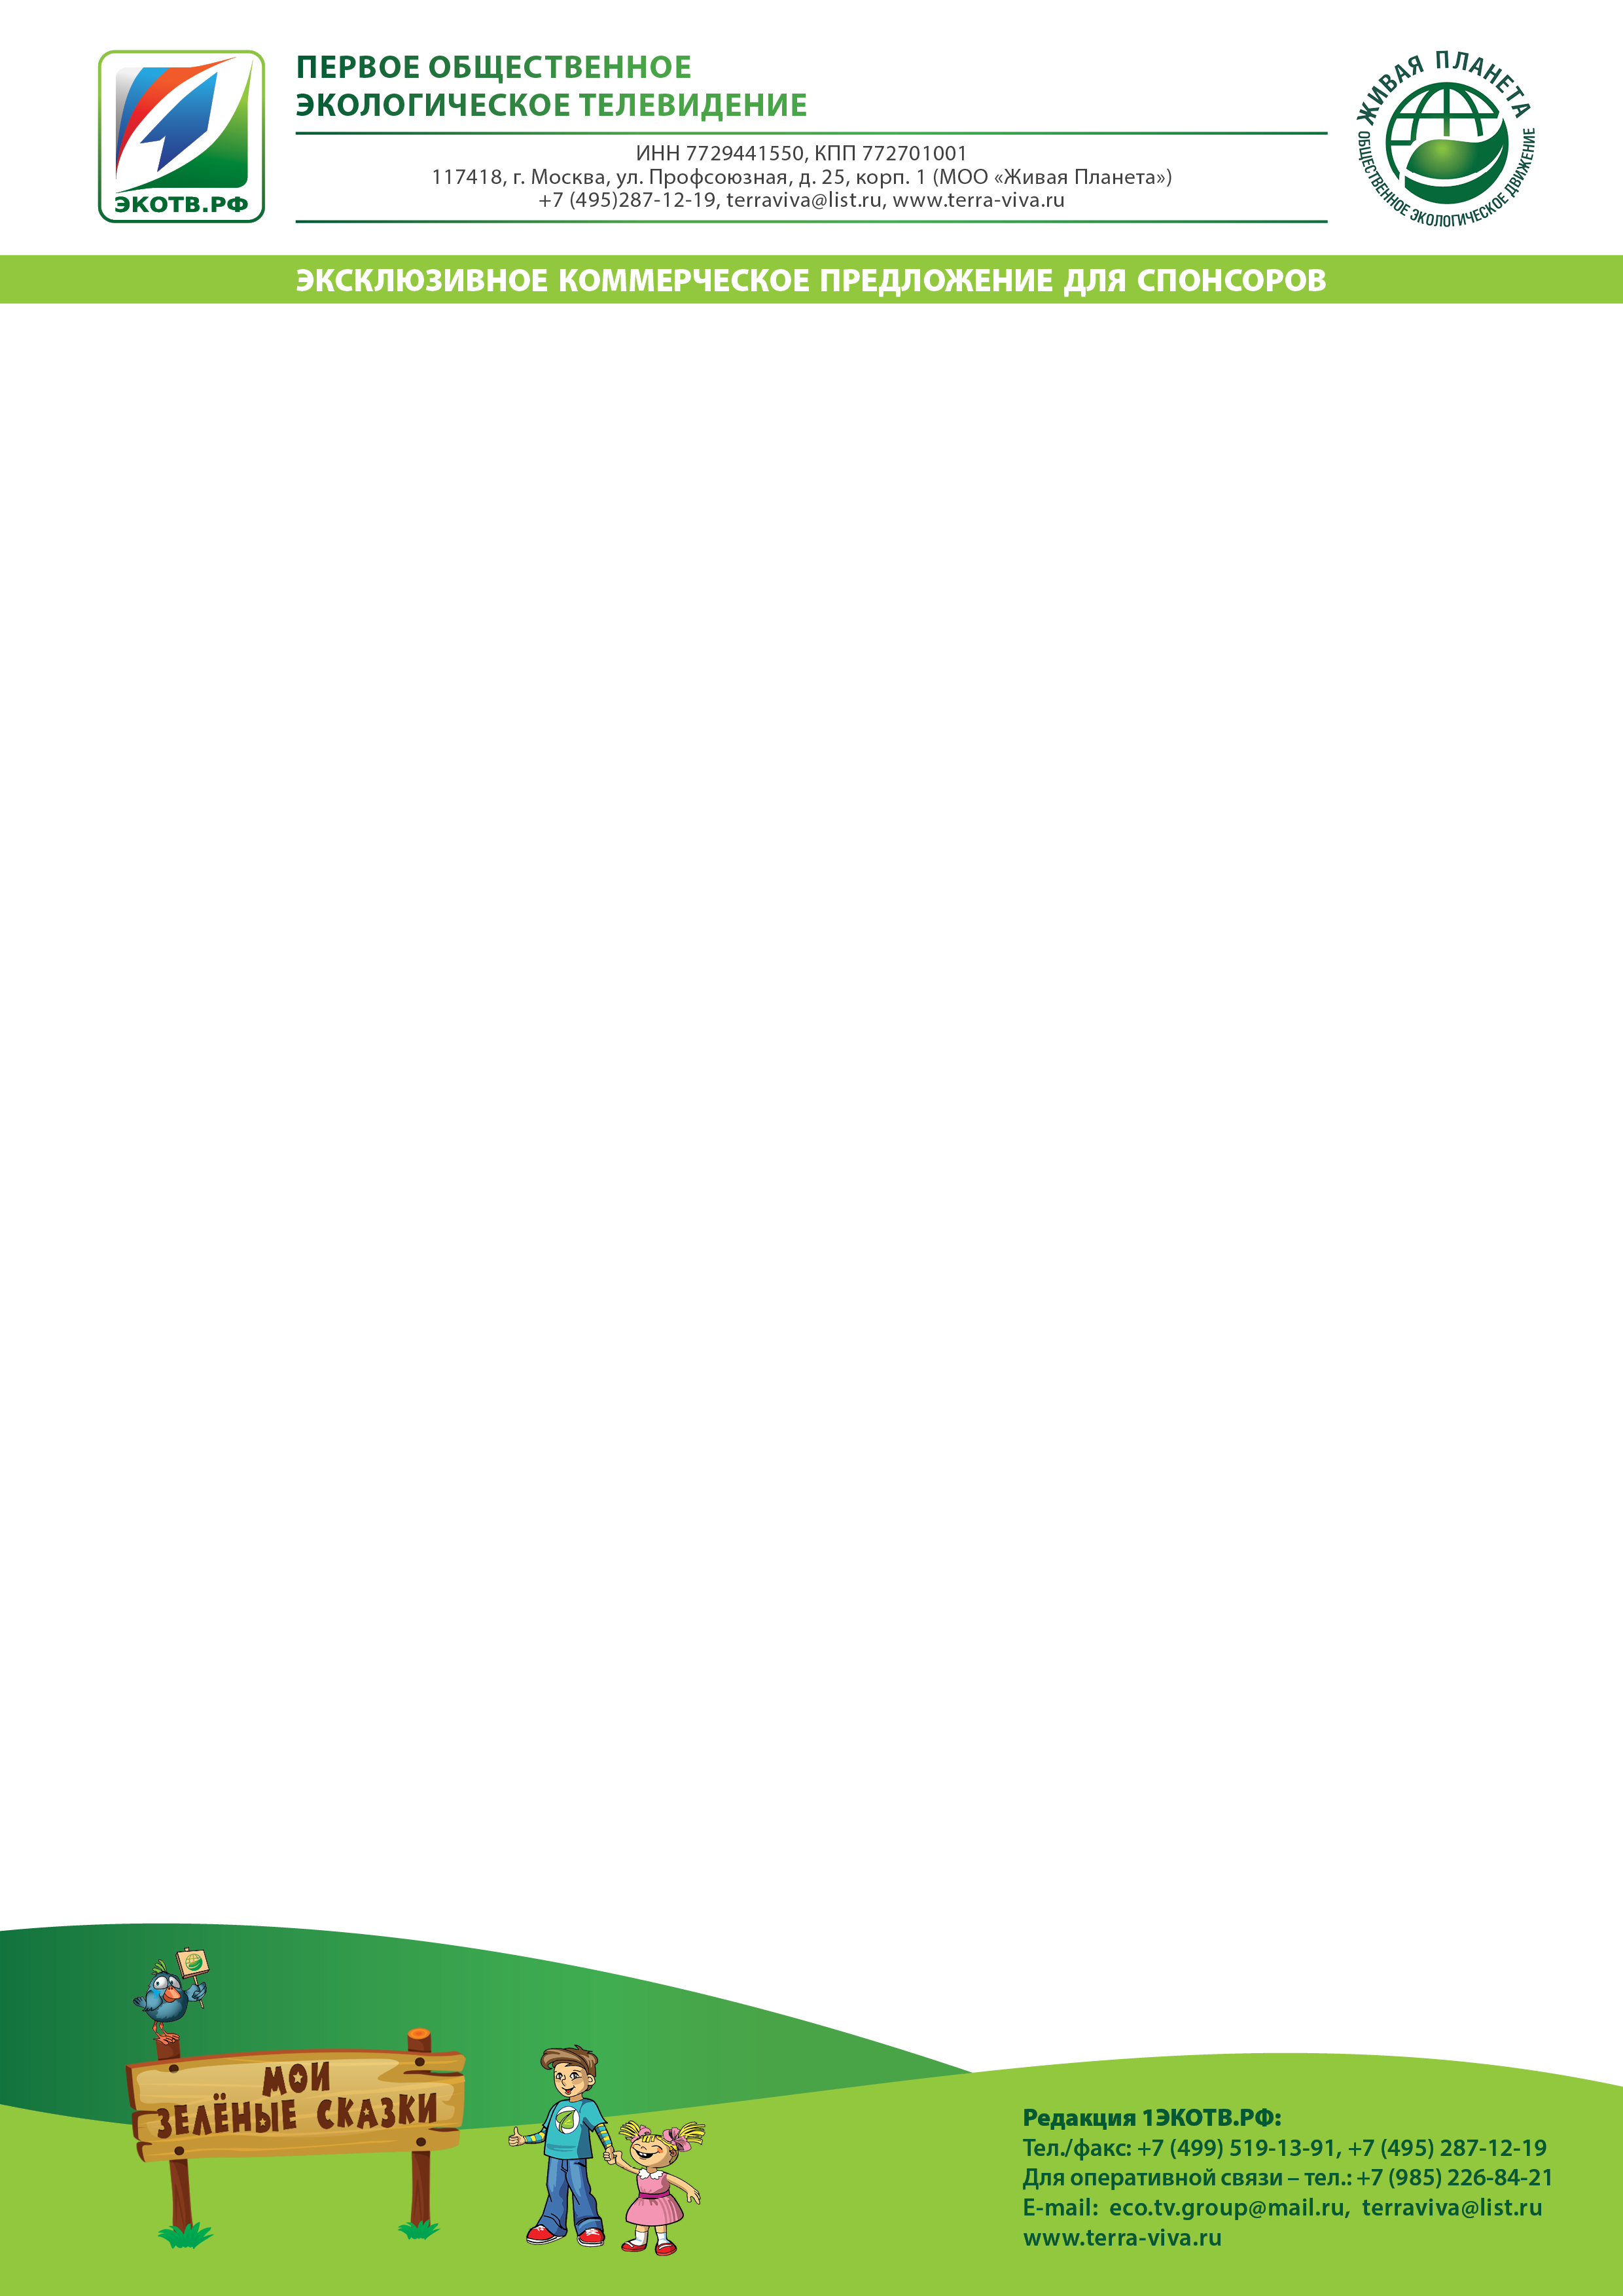 ЭКОТВ.РФ
ПЕРВОЕ ОБЩЕСТВЕННОЕ
ЭКОЛОГИЧЕСКОЕ ТЕЛЕВИДЕНИЕ
ИНН 7729441550, КПП 772701001
117418, г. Москва, ул. Профсоюзная, д. 25, корп. 1 (МОО «Живая Планета»)
+7 (495)287-12-19, terraviva@list.ru, www.terra-viva.ru
ЖИВАЯ ПЛАНЕТА
ОБЩЕСТВЕННОЕ ЭКОЛОГИЧЕСКОЕ ДВИЖЕНИЕ
ЭКСКЛЮЗИВНОЕ КОММЕРЧЕСКОЕ ПРЕДЛОЖЕНИЕ ДЛЯ СПОНСОРОВ
МОИ
ЗЕЛЁНЫЕ СКАЗКИ
Редакция 1ЭКОТВ.РФ:
Тел./факс: +7 (499) 519-13-91, +7 (495) 287-12-19
Для оперативной связи – тел.: +7 (985) 226-84-21
E-mail: eco.tv.group@mail.ru, terraviva@list.ru
www.terra-viva.ru